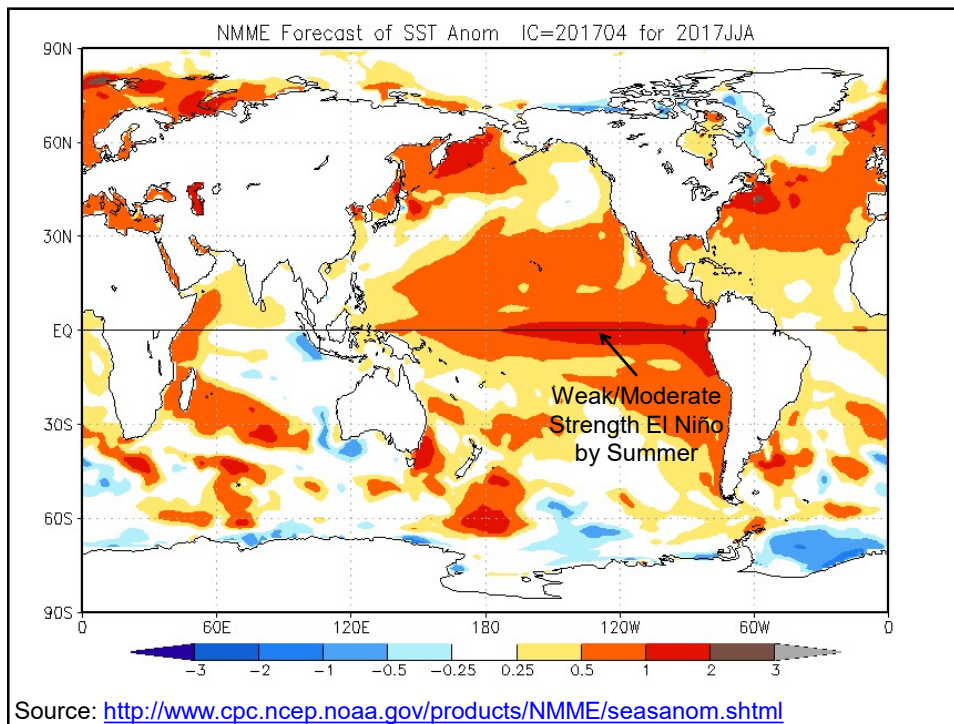 NMME Forecast of SST Anom IC=201704 for 2017JJA
90N
60N
30N
EQ
30S
60S
90S
Weak/Moderate
Strength El Niño
by Summer
0 60E 120E 180 120W 60W 0
-3 -2 -1 -0.5 -0.25 0.25 0.5 1 2 3
Source: http://www.cpc.ncep.noaa.gov/products/NMME/seasanom.shtml